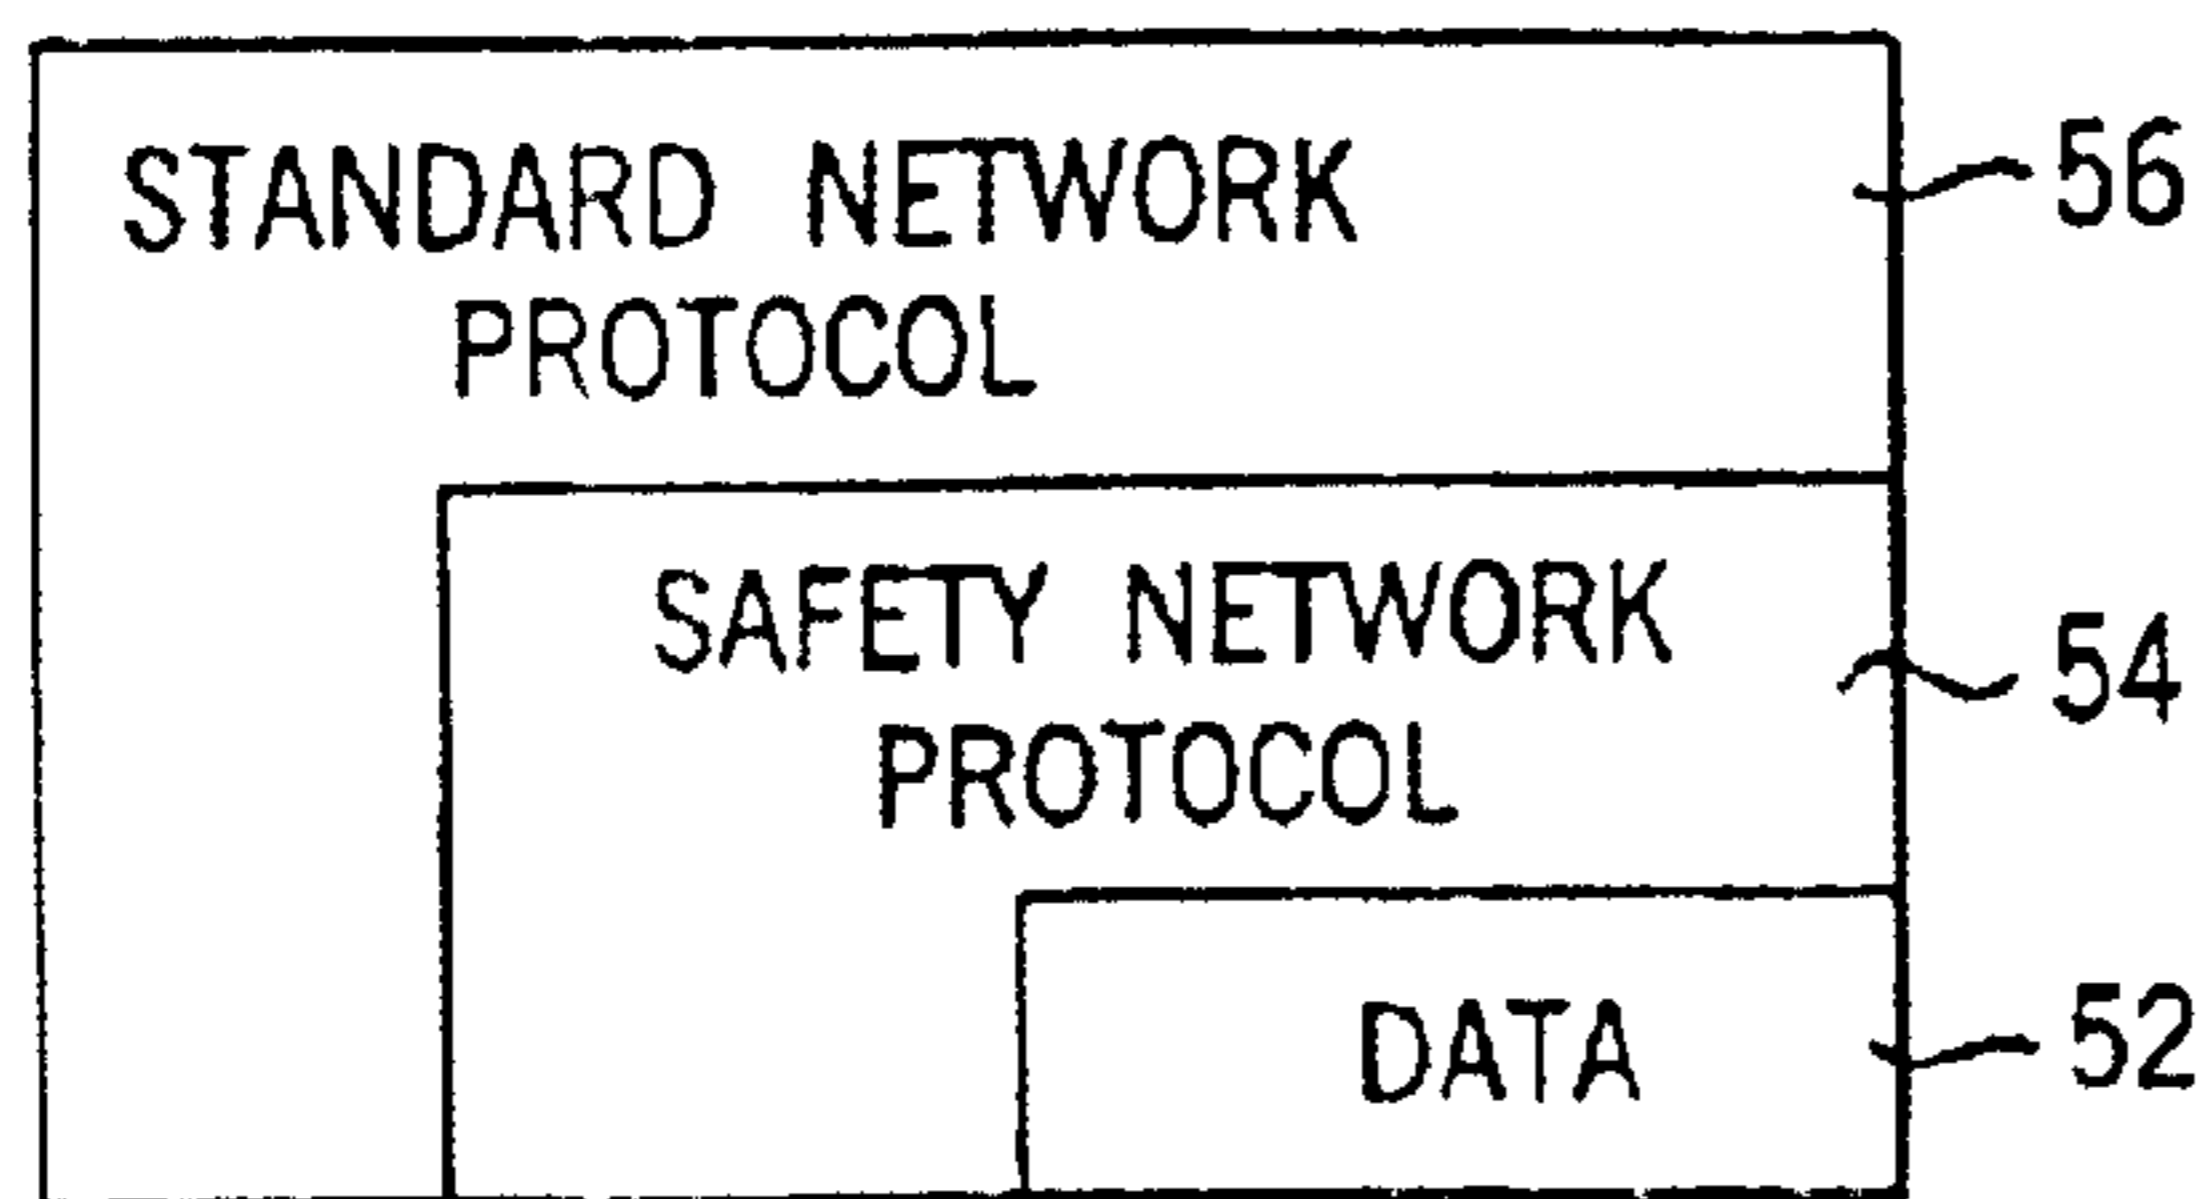 STANDARD NETWORK
PROTOCOL
56
SAFETY NETWORK
PROTOCOL
54
DATA
52